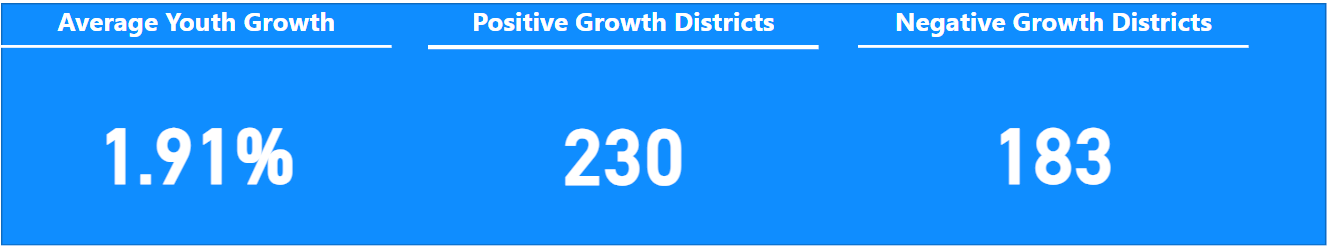 Average Youth Growth
Positive Growth Districts
Negative Growth Districts
1.91%
230
183